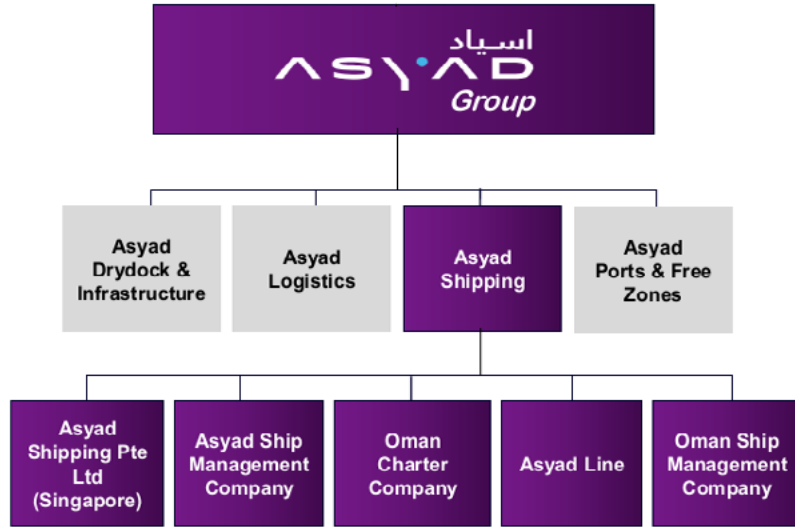 اسياد
ASYAD
Group
Asyad
Drydock &
Infrastructure
Asyad
Logistics
Asyad
Shipping
Asyad
Ports & Free
Zones
Asyad
Shipping Pte
Ltd
(Singapore)
Asyad Ship
Management
Company
Oman
Charter
Company
Asyad Line
Oman Ship
Management
Company